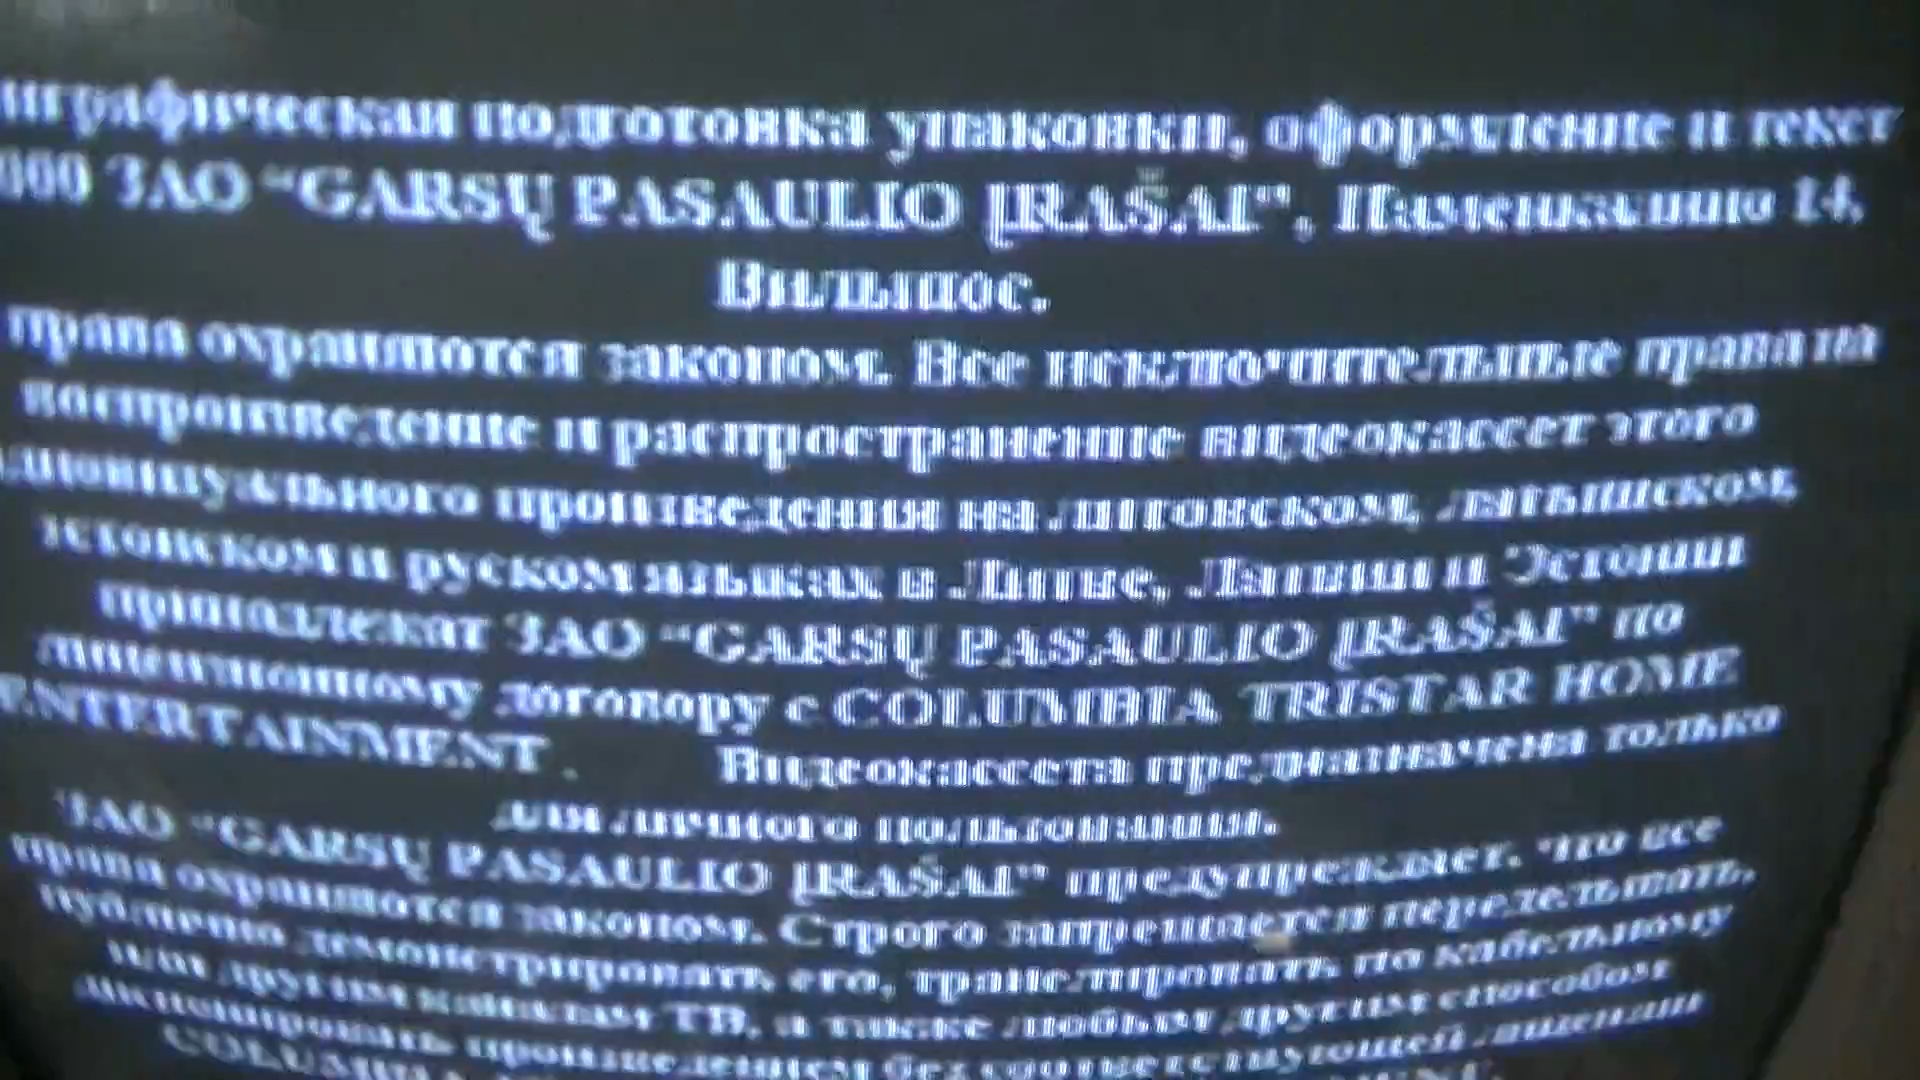 играфическая подготовка упаковки, оформление и текст
000 ЗАО “GARSŲ PASAULIO ĮRAŠAI”, 14,
Вильнюс.
права охраняются законом. Все исключительные права на
воспроизведение и распространение видеокассет этого
произведения на литовском, латышском,
эстонском и руском языках в Литве, Латвии и Эстонии
принадлежат ЗАО “GARSŲ PASAULIO ĮRAŠAI” по
лицензионному договору с COLUMBIA TRISTAR HOME
ENTERTAINMENT. Видеокассета предназначена только
для личного пользования.
ЗАО “GARSŲ PASAULIO ĮRAŠAI” предупреждает, что все
права охраняются законом. Строго запрещается переделывать,
публично демонстрировать его, транслировать по кабельному
или другим каналам ТВ, а также любым другим способом
произведением без соответствующей лицензии